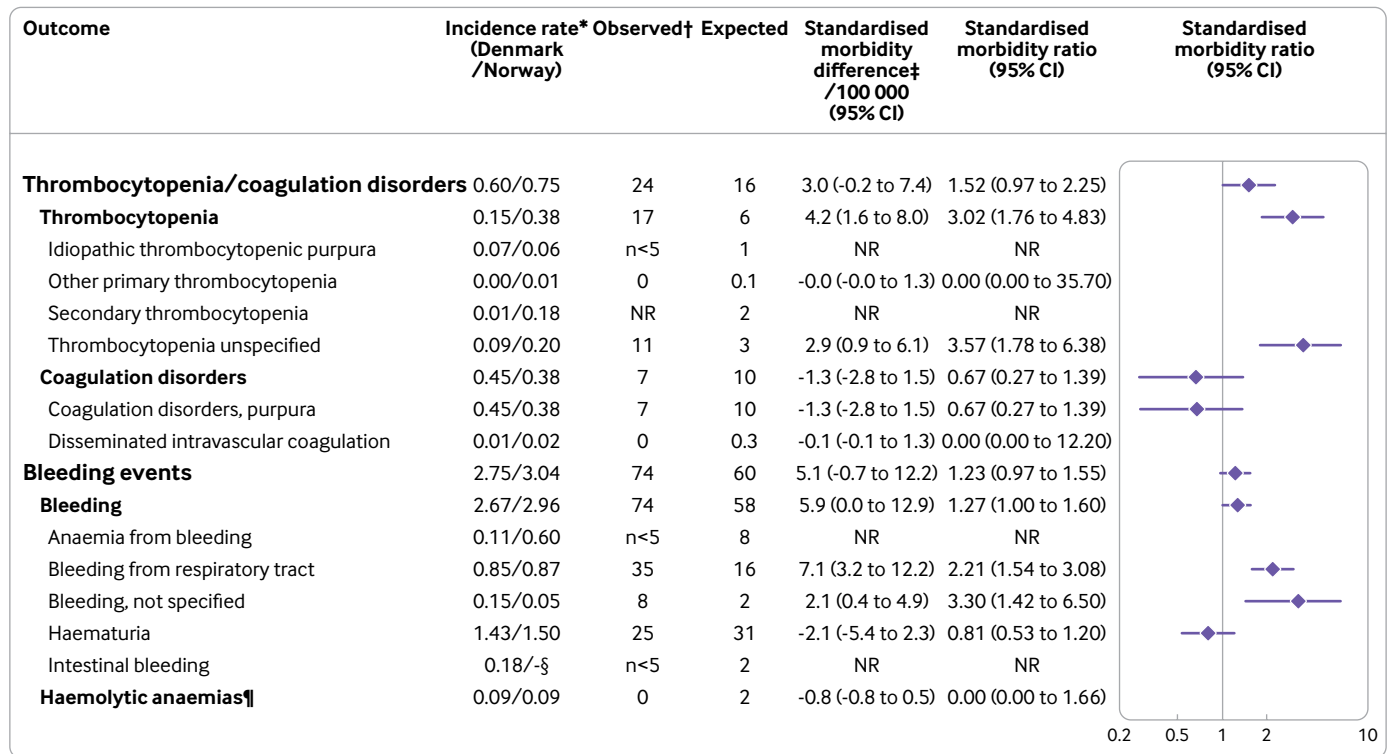 Outcome Incidence rate* Observed† Expected Standardised Standardised Standardised
(Denmark morbidity morbidity ratio morbidity ratio
/Norway) difference‡ (95% CI) (95% CI)
/100 000
(95% CI)
Thrombocytopenia/coagulation disorders 0.60/0.75 24 16 3.0 (-0.2 to 7.4) 1.52 (0.97 to 2.25)
Thrombocytopenia 0.15/0.38 17 6 4.2 (1.6 to 8.0) 3.02 (1.76 to 4.83)
Idiopathic thrombocytopenic purpura 0.07/0.06 n<5 1 NR NR
Other primary thrombocytopenia 0.00/0.01 0 0.1 -0.0 (-0.0 to 1.3) 0.00 (0.00 to 35.70)
Secondary thrombocytopenia 0.01/0.18 NR 2 NR NR
Thrombocytopenia unspecified 0.09/0.20 11 3 2.9 (0.9 to 6.1) 3.57 (1.78 to 6.38)
Coagulation disorders 0.45/0.38 7 10 -1.3 (-2.8 to 1.5) 0.67 (0.27 to 1.39)
Coagulation disorders, purpura 0.45/0.38 7 10 -1.3 (-2.8 to 1.5) 0.67 (0.27 to 1.39)
Disseminated intravascular coagulation 0.01/0.02 0 0.3 -0.1 (-0.1 to 1.3) 0.00 (0.00 to 12.20)
Bleeding events 2.75/3.04 74 60 5.1 (-0.7 to 12.2) 1.23 (0.97 to 1.55)
Bleeding 2.67/2.96 74 58 5.9 (0.0 to 12.9) 1.27 (1.00 to 1.60)
Anaemia from bleeding 0.11/0.60 n<5 8 NR NR
Bleeding from respiratory tract 0.85/0.87 35 16 7.1 (3.2 to 12.2) 2.21 (1.54 to 3.08)
Bleeding, not specified 0.15/0.05 8 2 2.1 (0.4 to 4.9) 3.30 (1.42 to 6.50)
Haematuria 1.43/1.50 25 31 -2.1 (-5.4 to 2.3) 0.81 (0.53 to 1.20)
Intestinal bleeding 0.18/-§ n<5 2 NR NR
Haemolytic anaemias¶ 0.09/0.09 0 2 -0.8 (-0.8 to 0.5) 0.00 (0.00 to 1.66)
0.2 0.5 1 2 10